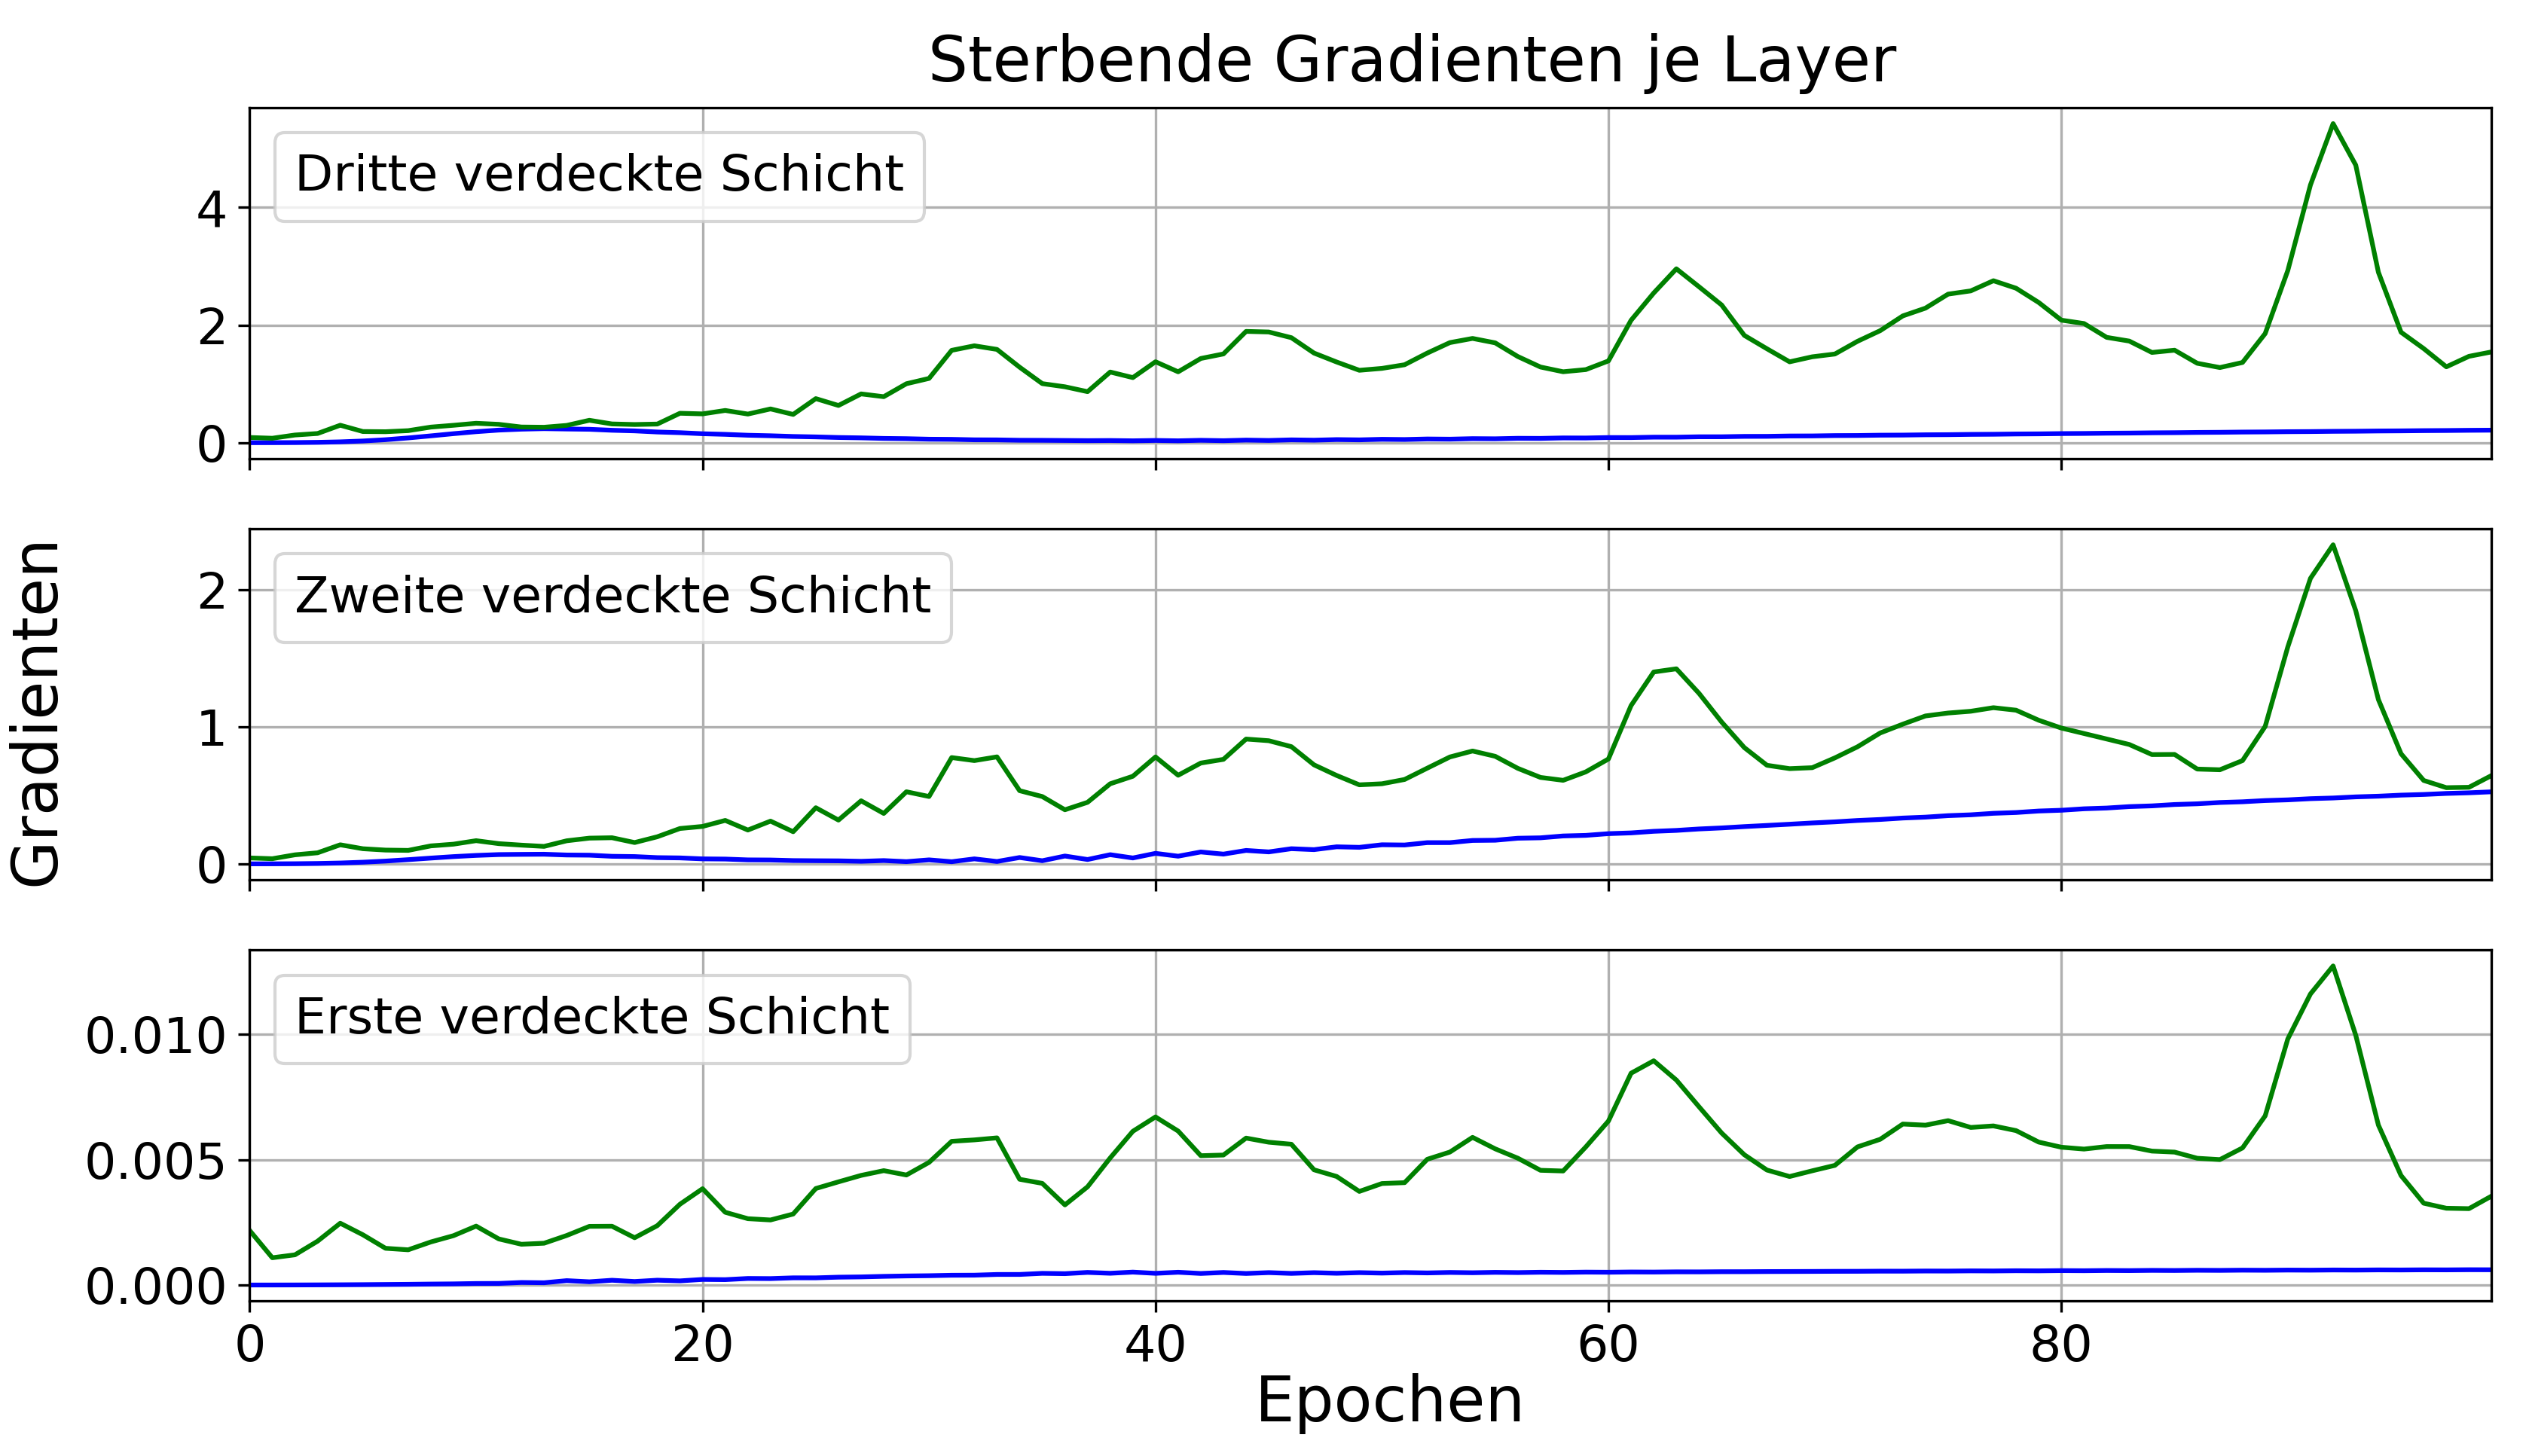 Sterbende Gradienten je Layer
Dritte verdeckte Schicht
4
2
0
Zweite verdeckte Schicht
2
1
0
Gradienten
Erste verdeckte Schicht
0.010
0.005
0.000
0 20 40 60 80
Epochen